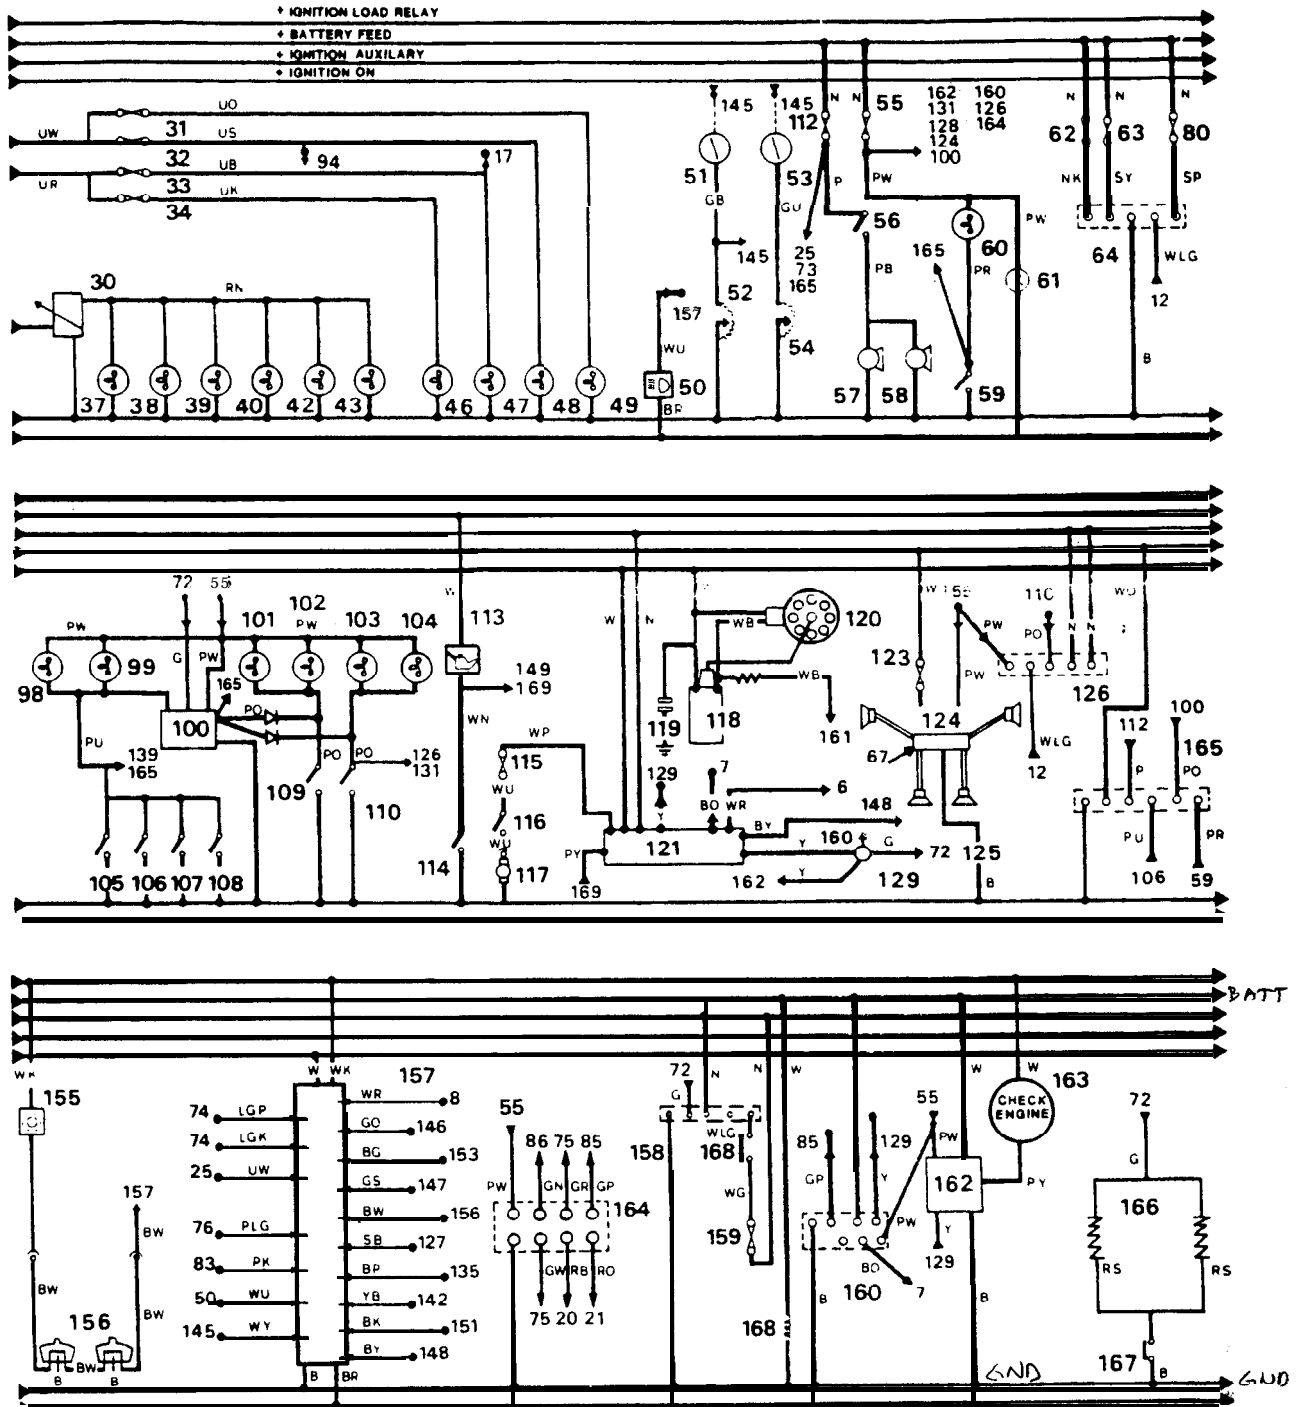 + IGNITION LOAD RELAY
+ BATTERY FEED
+ IGNITION AUXILARY
+ IGNITION ON
162 160
131 126
128 164
124
100
145 145 N N 55 N N N
112
UO
31 62 63 80
UW US
32 94 17
UB
UR 33 UK
34
51 53 P PW NK SY SP
GB GU 56 PW
145 25 73 165 PB 165 60 PR 64 WLG
30 RN 52 157 61 12
54
WU B
50
37 38 39 40 42 43 46 47 48 49 BR 57 58 59
72 55 W 110 WU
101 102 103 104 113 W N WB 120 PW PO N N
PW PW
G PW 123 PW
98 99 165 149 169 WB 126
100 PO 119 118 124 112 100
PU WN WP 161 67 WLG 165
139 165 PO PO 126 131 115 129 7 12 P PO
109 110 WU BO WR 6
116 Y BY 148 PU PR
WU 121 Y 160 G 72 125
105 106 107 108 114 117 PY 162 Y 129 B 106 59
169
BATT
WK W WK N N W W W
155 157 72 163
CHECK
ENGINE
74 LGP WR 8 55 86 75 85 G 55 72
74 LGK GO 146 WLG 85 129 PW
25 UW BG 153 158 168 G
157 GS 147 PW GN GR GP WG GP Y 162 PY 166
BW 76 PLG BW 156 164 159 PW Y
83 PK SB 127 129
BP 135 GW RB RO BO RS RS
BW BW 50 WU YB 142 75 20 21 160 7
156 145 WY BK 151 168 B B 167
BW BY 148
B B B BR GND B GND